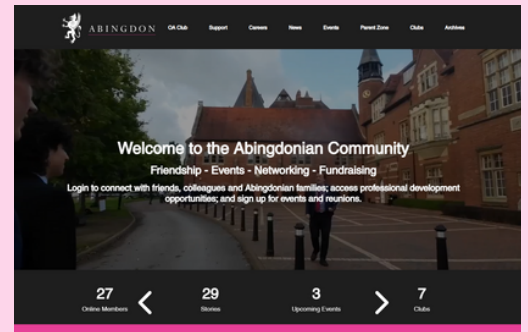 ABINGDON
OA Club Support Careers News Events Parent Zone Clubs Archives
Welcome to the Abingdonian Community
Friendship - Events - Networking - Fundraising
Login to connect with friends, colleagues and Abingdonian families; access professional development
opportunities; and sign up for events and reunions.
27 29 3 7
Online Members Stories Upcoming Events Clubs